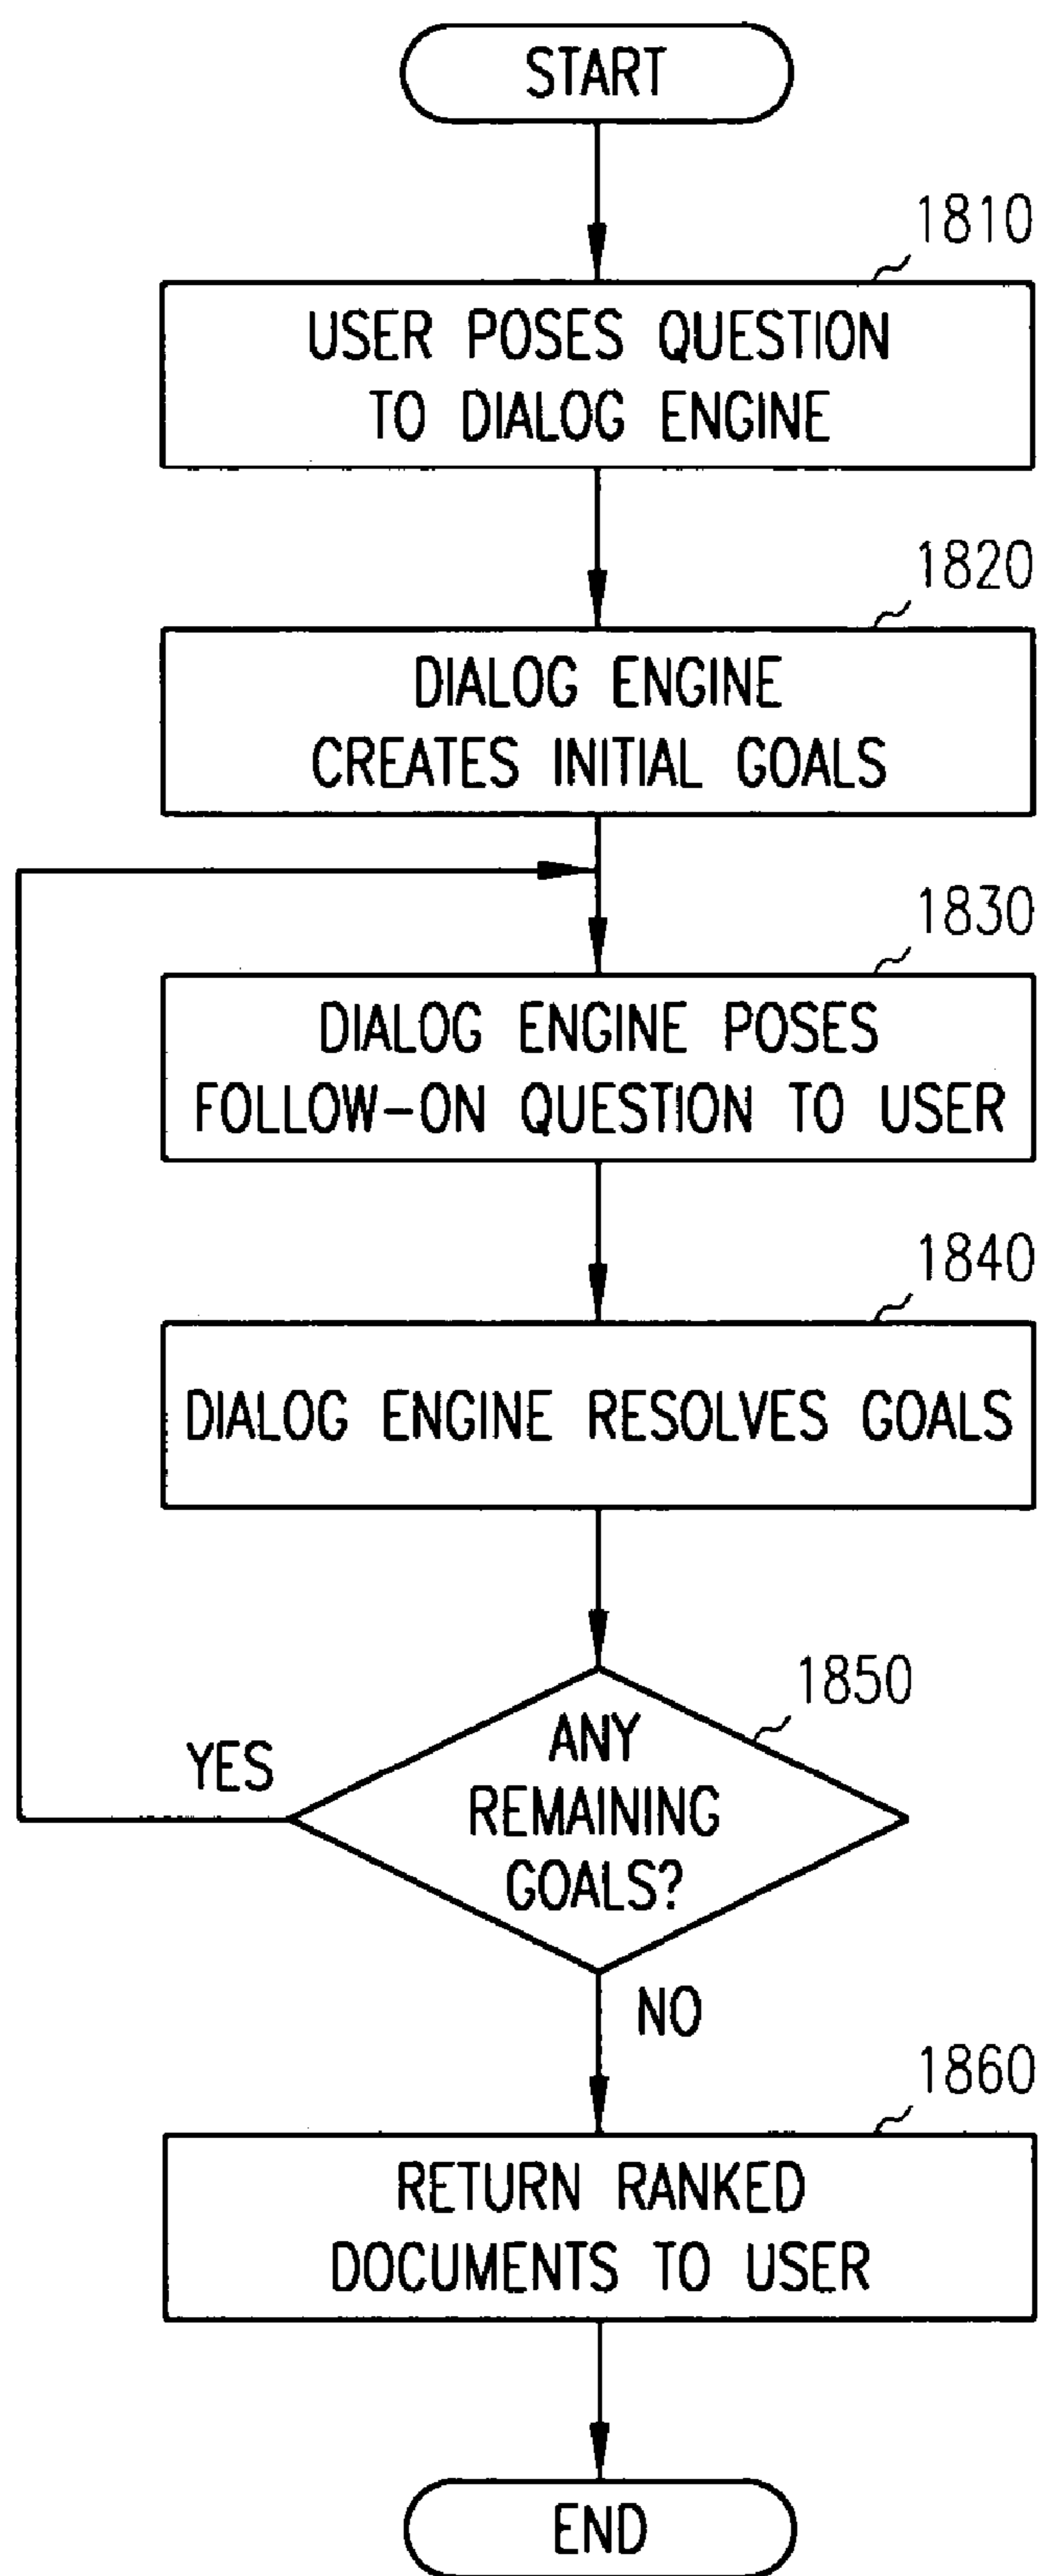 START
1810
USER POSES QUESTION
TO DIALOG ENGINE
1820
DIALOG ENGINE
CREATES INITIAL GOALS
1830
DIALOG ENGINE POSES
FOLLOW-ON QUESTION TO USER
1840
DIALOG ENGINE RESOLVES GOALS
1850
YES
ANY
REMAINING
GOALS?
NO
1860
RETURN RANKED
DOCUMENTS TO USER
END